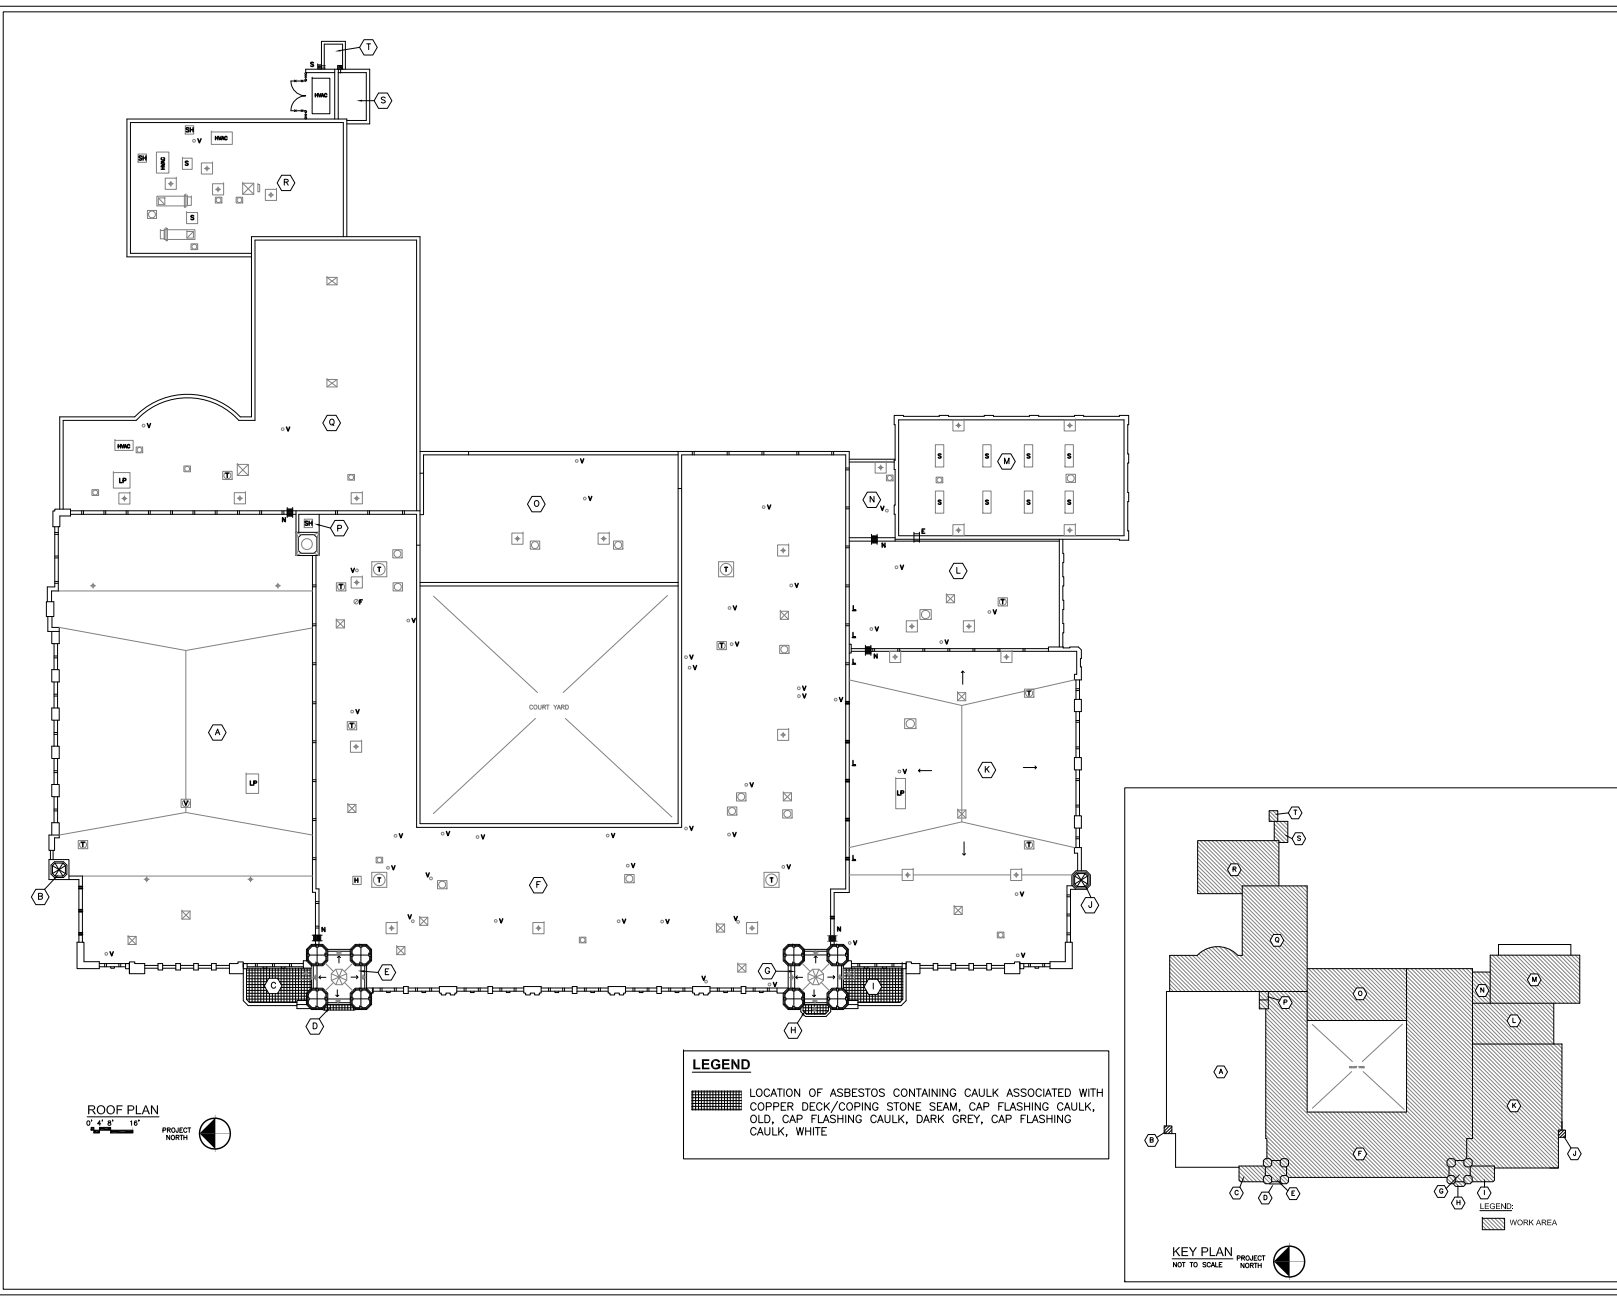 T
S
HVAC
S
SH
V
HVAC
SH
HVAC
S
R
S
Q
V
V
HVAC
T
LP
N
SH
P
O
V
V
V
M
S
S
S
S
S
S
S
S
N
V
E
N
L
V
T
V
V
V
N
T
V
T
F
V
T
V
V
V
T
V
V
V
V
V
V
L
L
L
L
COURT YARD
A
V
T
LP
V
T
K
T
V
LP
T
V
V
V
V
V
V
V
V
T
B
H
T
V
V
V
F
T
V
V
V
V
V
V
J
V
V
V
N
N
V
V
V
V
C
E
G
I
D
H
LEGEND
LOCATION OF ASBESTOS CONTAINING CAULK ASSOCIATED WITH
COPPER DECK/COPING STONE SEAM, CAP FLASHING CAULK,
OLD, CAP FLASHING CAULK, DARK GREY, CAP FLASHING
CAULK, WHITE
ROOF PLAN
0' 4' 8' 16'
PROJECT
NORTH
T
S
R
Q
P
O
N
M
L
A
K
B
F
J
C
D
E
G
H
I
LEGEND:
WORK AREA
KEY PLAN
NOT TO SCALE
PROJECT
NORTH